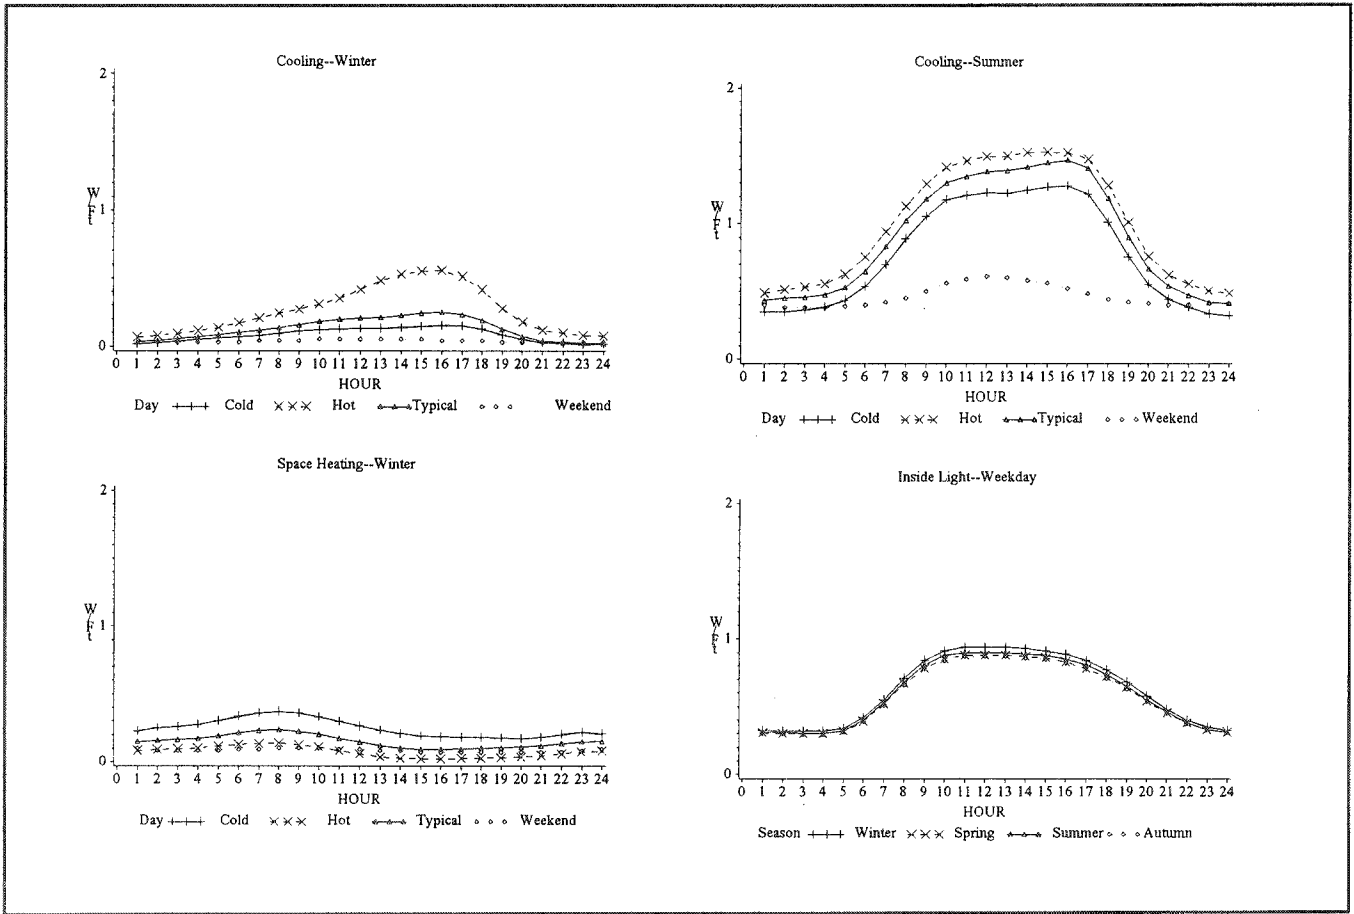 Cooling--Winter
2
1
0
W/Ft
0 1 2 3 4 5 6 7 8 9 10 11 12 13 14 15 16 17 18 19 20 21 22 23 24
HOUR
Day Cold Hot Typical Weekend
Cooling--Summer
2
1
0
W/Ft
0 1 2 3 4 5 6 7 8 9 10 11 12 13 14 15 16 17 18 19 20 21 22 23 24
HOUR
Day Cold Hot Typical Weekend
Space Heating--Winter
2
1
0
W/Ft
0 1 2 3 4 5 6 7 8 9 10 11 12 13 14 15 16 17 18 19 20 21 22 23 24
HOUR
Day Cold Hot Typical Weekend
Inside Light--Weekday
2
1
0
W/Ft
0 1 2 3 4 5 6 7 8 9 10 11 12 13 14 15 16 17 18 19 20 21 22 23 24
HOUR
Season Winter Spring Summer Autumn